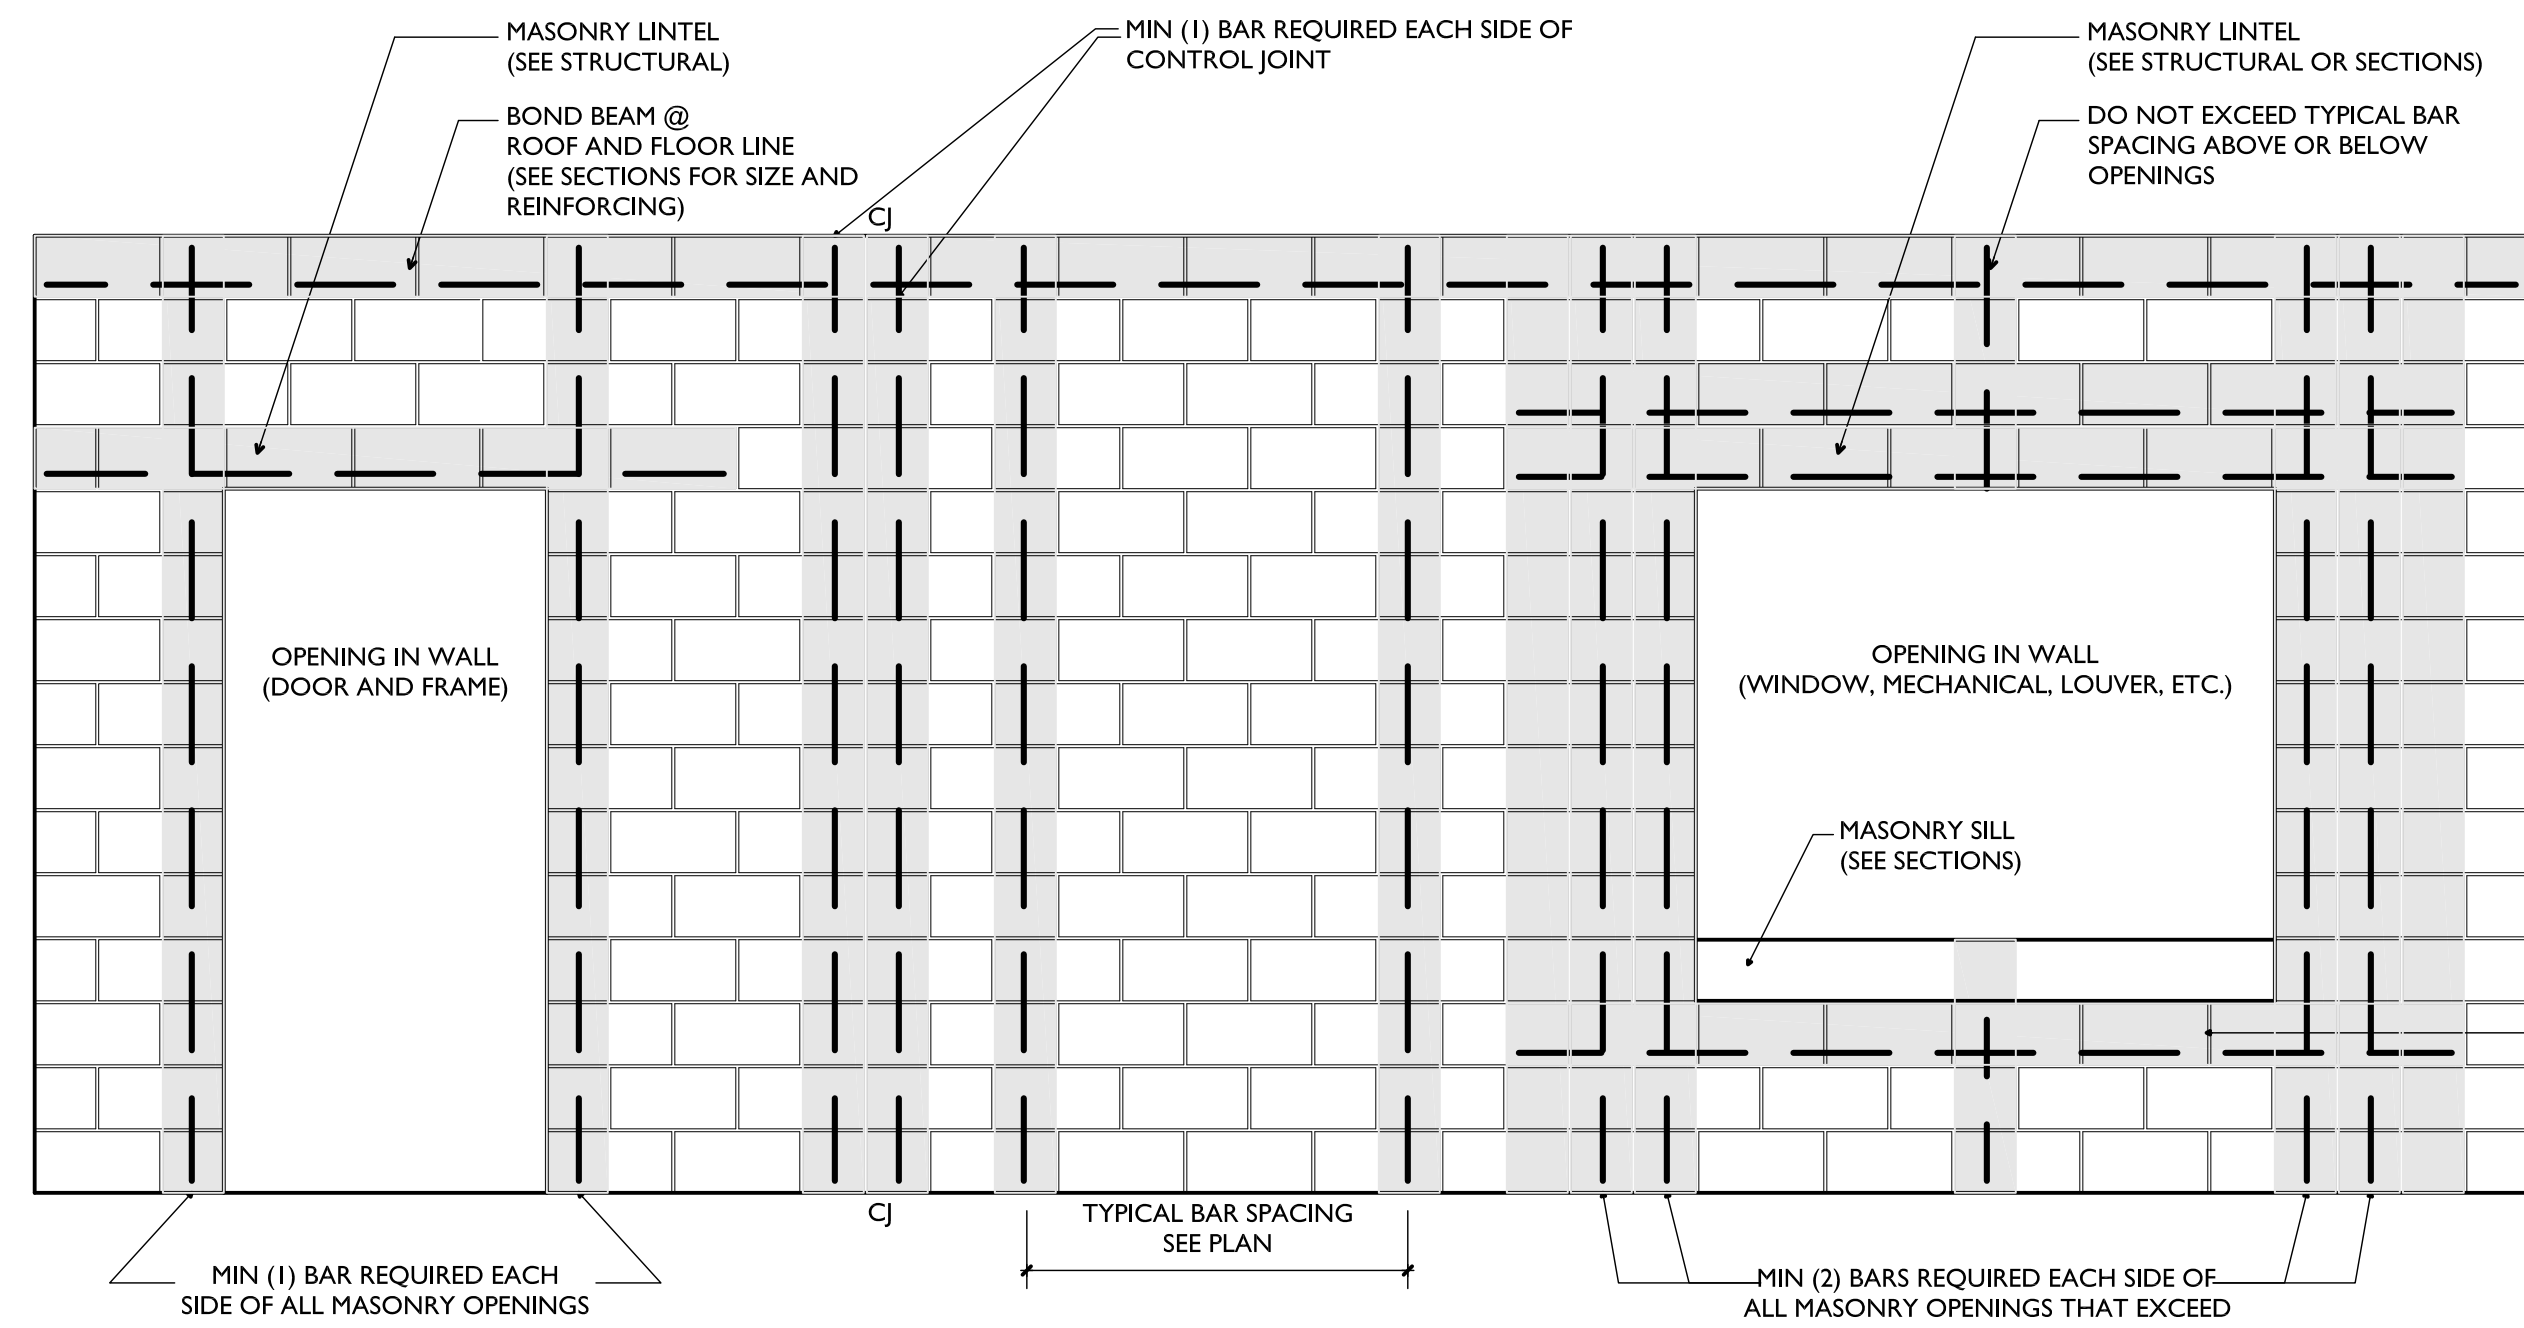 MASONRY LINTEL
(SEE STRUCTURAL)
BOND BEAM @
ROOF AND FLOOR LINE
(SEE SECTIONS FOR SIZE AND
REINFORCING)
MIN (1) BAR REQUIRED EACH SIDE OF
CONTROL JOINT
MASONRY LINTEL
(SEE STRUCTURAL OR SECTIONS)
DO NOT EXCEED TYPICAL BAR
SPACING ABOVE OR BELOW
OPENINGS
CJ
OPENING IN WALL
(DOOR AND FRAME)
OPENING IN WALL
(WINDOW, MECHANICAL, LOUVER, ETC.)
MASONRY SILL
(SEE SECTIONS)
CJ
TYPICAL BAR SPACING
SEE PLAN
MIN (1) BAR REQUIRED EACH
SIDE OF ALL MASONRY OPENINGS
MIN (2) BARS REQUIRED EACH SIDE OF
ALL MASONRY OPENINGS THAT EXCEED